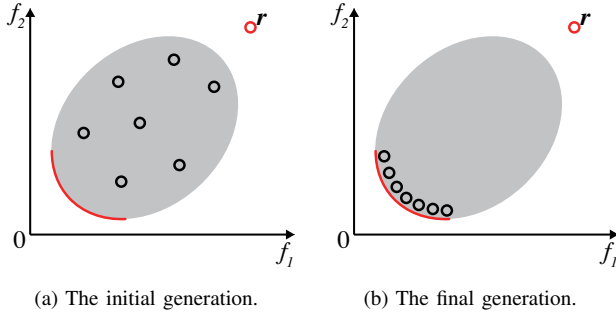 f2 r
0 f1
(a) The initial generation.
f2 r
0 f1
(b) The final generation.